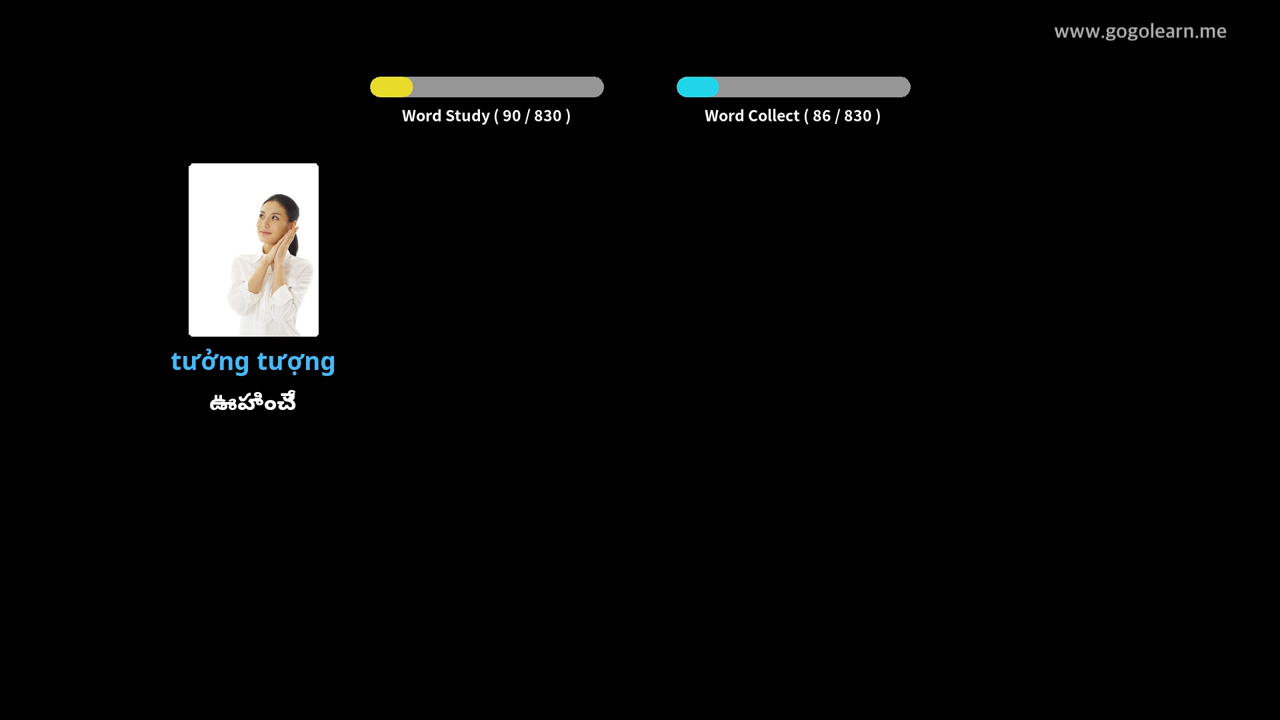 www.gogolearn.me
Word Study ( 90 / 830 )
Word Collect ( 86 / 830 )
tưởng tượng
ఊహించే